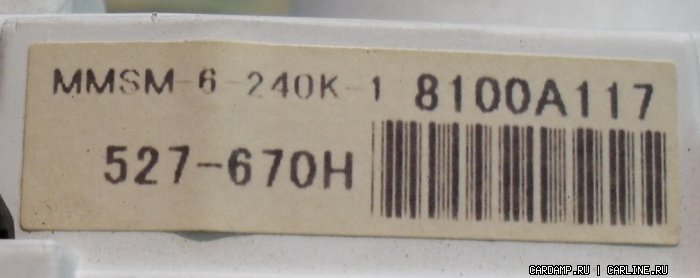 MMSM-6-240K-1 8100A117
527-670H
CARDAMP.RU | CARLINE.RU